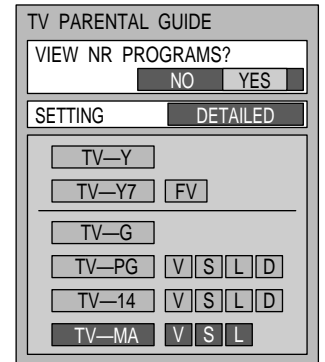 TV PARENTAL GUIDE
VIEW NR PROGRAMS?
NO YES
SETTING DETAILED
TV—Y
TV—Y7 FV
TV—G
TV—PG V S L D
TV—14 V S L D
TV—MA V S L